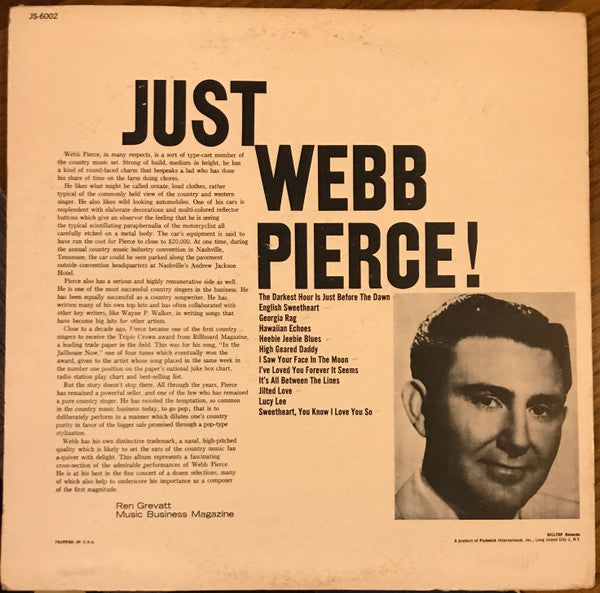 JS-6002
JUST
WEBB
PIERCE!
Webb Pierce, in many respects, is a sort of type-cast member of
the country music set. Strong of build, medium in height, he has
a kind of round-faced charm that bespeaks a lad who has done
his share of time on the farm doing chores.
He likes what might be called ornate, loud clothes, rather
typical of the commonly held view of the country and western
singer. He also likes wild looking automobiles. One of his cars is
resplendent with elaborate decorations and multi-colored reflector
buttons which give an observer the feeling that he is seeing
the typical scintillating paraphernalia of the motorcyclist all
carefully etched on a metal body. The car's equipment is said to
have run the cost for Pierce to close to $20,000. At one time, during
the annual country music industry convention in Nashville,
Tennessee, the car could be seen parked along the pavement
outside convention headquarters at Nashville's Andrew Jackson
Hotel.
Pierce also has a serious and highly remunerative side as well.
He is one of the most successful country singers in the business. He
has been equally successful as a country songwriter. He has
written many of his own top hits and has often collaborated with
other key writers, like Wayne P. Walker, in writing songs that
have become big hits for other artists.
Close to a decade ago, Pierce became one of the first country
singers to receive the Triple Crown award from Billboard Magazine,
a leading trade paper in the field. This was for his song, "In the
Jailhouse Now," one of four tunes which eventually won the
award, given to the artist whose song placed in the same week in
the number one position on the paper's national juke box chart,
radio station play chart and best-selling list.
But the story doesn't stop there. All through the years, Pierce
has remained a powerful seller, and one of the few who has remained
a pure country singer. He has resisted the temptation, so common
in the country music business today, to go pop, that is to
deliberately perform in a manner which dilutes one's country
purity in favor of the bigger sale promised through a pop-type
stylization.
Webb has his own distinctive trademark, a nasal, high-pitched
quality which is likely to set the ears of the country music fan
a-quiver with delight. This album represents a fascinating
cross-section of the admirable performances of Webb Pierce.
He is at his best in the fine concert of a dozen selections, many
of which also help to underscore his importance as a composer
of the first magnitude.
Ren Grevatt
Music Business Magazine
The Darkest Hour Is Just Before The Dawn
English Sweetheart
Georgia Rag
Hawaiian Echoes
Heebie Jeebie Blues
High Geared Daddy
I Saw Your Face In The Moon
I've Loved You Forever It Seems
It's All Between The Lines
Jilted Love
Lucy Lee
Sweetheart, You Know I Love You So
PRINTED IN U.S.A.
HILLTOP Records
A product of Pickwick International, Inc., Long Island City 1, N.Y.